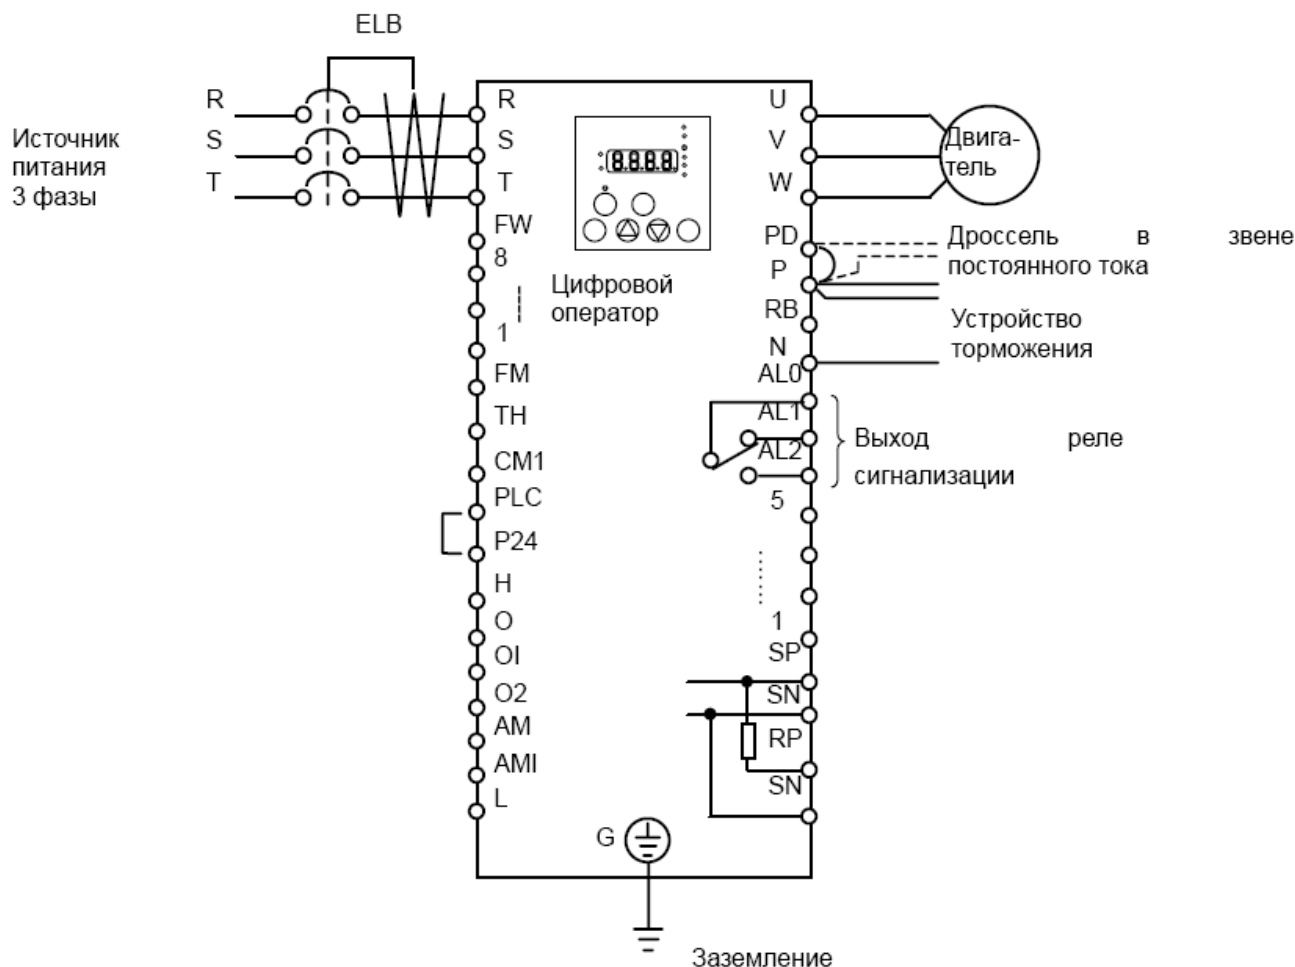 ELB
R
S
T
Источник
питания
3 фазы
R
S
T
FW
8
1
FM
TH
CM1
PLC
P24
H
O
OI
O2
AM
AMI
L
8.8.8.8.
Цифровой
оператор
U
V
W
PD
P
RB
N
AL0
AL1
AL2
5
1
SP
SN
RP
SN
Двига-
тель
Дроссель в звене
постоянного тока
Устройство
торможения
Выход реле
сигнализации
G
Заземление